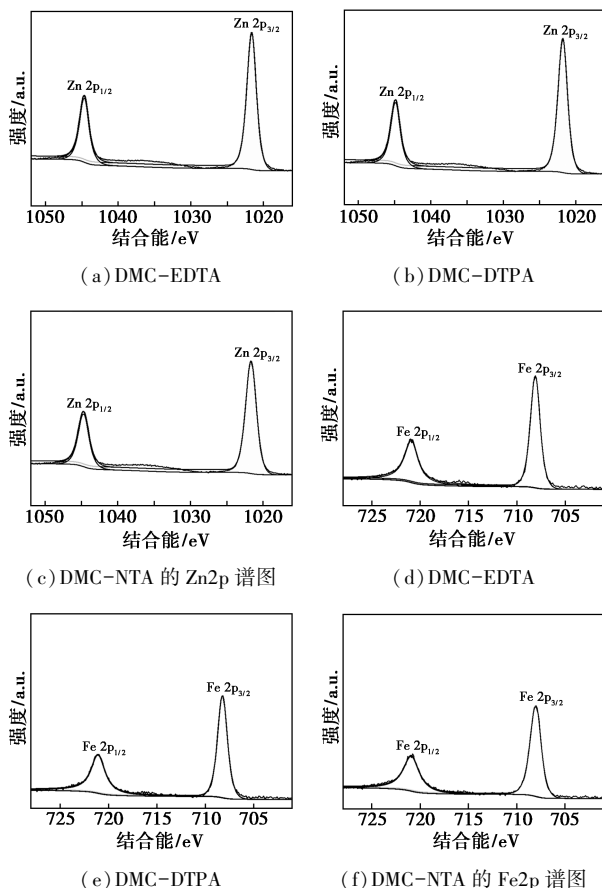 Zn 2p3/2
Zn 2p1/2
强度/a.u.
1050 1040 1030 1020
结合能/eV
(a)DMC-EDTA
Zn 2p3/2
Zn 2p1/2
强度/a.u.
1050 1040 1030 1020
结合能/eV
(b)DMC-DTPA
Zn 2p3/2
Zn 2p1/2
强度/a.u.
1050 1040 1030 1020
结合能/eV
(c)DMC-NTA 的 Zn2p 谱图
Fe 2p3/2
Fe 2p1/2
强度/a.u.
725 720 715 710 705
结合能/eV
(d)DMC-EDTA
Fe 2p3/2
Fe 2p1/2
强度/a.u.
725 720 715 710 705
结合能/eV
(e)DMC-DTPA
Fe 2p3/2
Fe 2p1/2
强度/a.u.
725 720 715 710 705
结合能/eV
(f)DMC-NTA 的 Fe2p 谱图